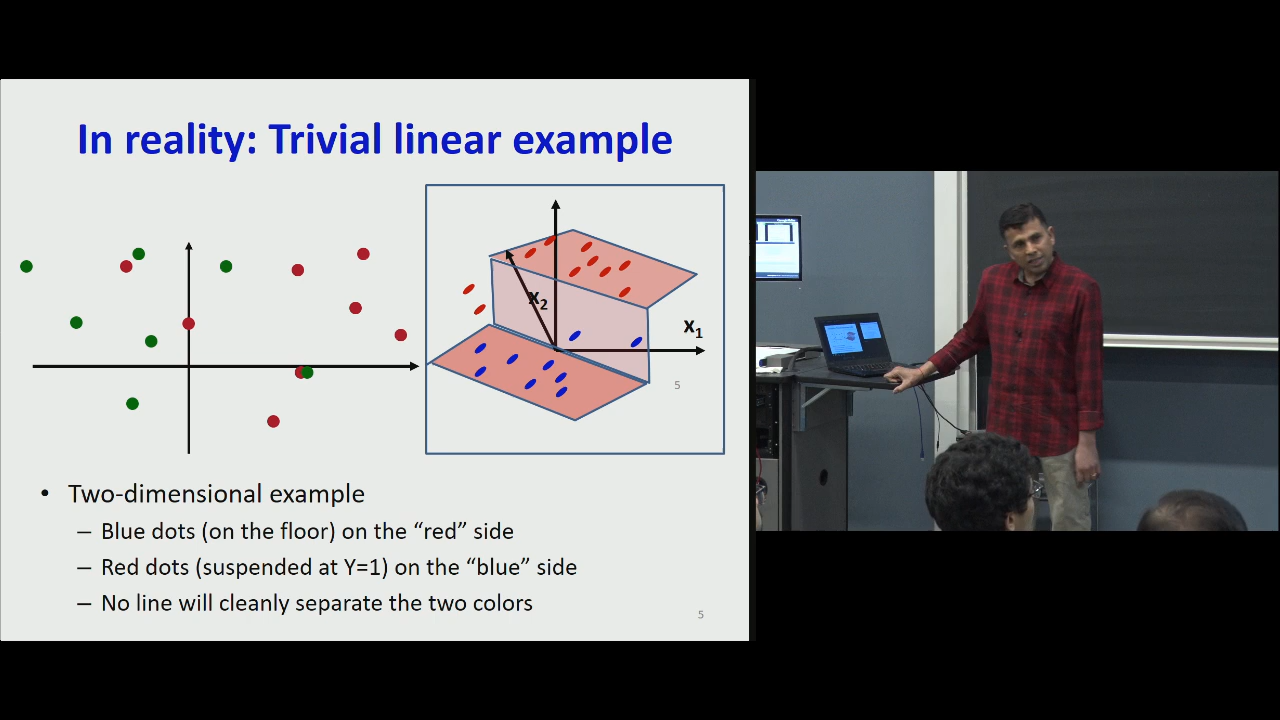 In reality: Trivial linear example
x2
x1
5
• Two-dimensional example
– Blue dots (on the floor) on the “red” side
– Red dots (suspended at Y=1) on the “blue” side
– No line will cleanly separate the two colors
5